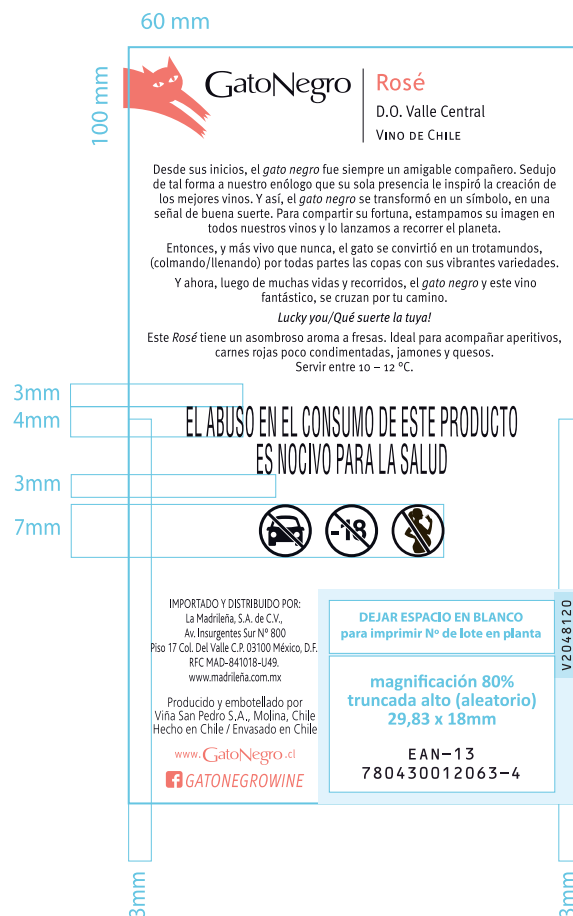 60 mm
100 mm
GatoNegro
Rosé
D.O. Valle Central
VINO DE CHILE
Desde sus inicios, el gato negro fue siempre un amigable compañero. Sedujo
de tal forma a nuestro enólogo que su sola presencia le inspiró la creación de
los mejores vinos. Y así, el gato negro se transformó en un símbolo, en una
señal de buena suerte. Para compartir su fortuna, estampamos su imagen en
todos nuestros vinos y lo lanzamos a recorrer el planeta.
Entonces, y más vivo que nunca, el gato se convirtió en un trotamundos,
(colmando/llenando) por todas partes las copas con sus vibrantes variedades.
Y ahora, luego de muchas vidas y recorridos, el gato negro y este vino
fantástico, se cruzan por tu camino.
Lucky you/Qué suerte la tuya!
Este Rosé tiene un asombroso aroma a fresas. Ideal para acompañar aperitivos,
carnes rojas poco condimentadas, jamones y quesos.
Servir entre 10 – 12 °C.
3mm
4mm
EL ABUSO EN EL CONSUMO DE ESTE PRODUCTO
ES NOCIVO PARA LA SALUD
3mm
7mm
-18
IMPORTADO Y DISTRIBUIDO POR:
La Madrileña, S.A. de C.V.,
Av. Insurgentes Sur N° 800
Piso 17 Col. Del Valle C.P. 03100 México, D.F.
RFC MAD-841018-U49.
www.madrileña.com.mx
Producido y embotellado por
Viña San Pedro S.A., Molina, Chile
Hecho en Chile / Envasado en Chile
www.GatoNegro.cl
GATONEGROWINE
DEJAR ESPACIO EN BLANCO
para imprimir Nº de lote en planta
V2048120
magnificación 80%
truncada alto (aleatorio)
29,83 x 18mm
EAN-13
780430012063-4
3mm
3mm